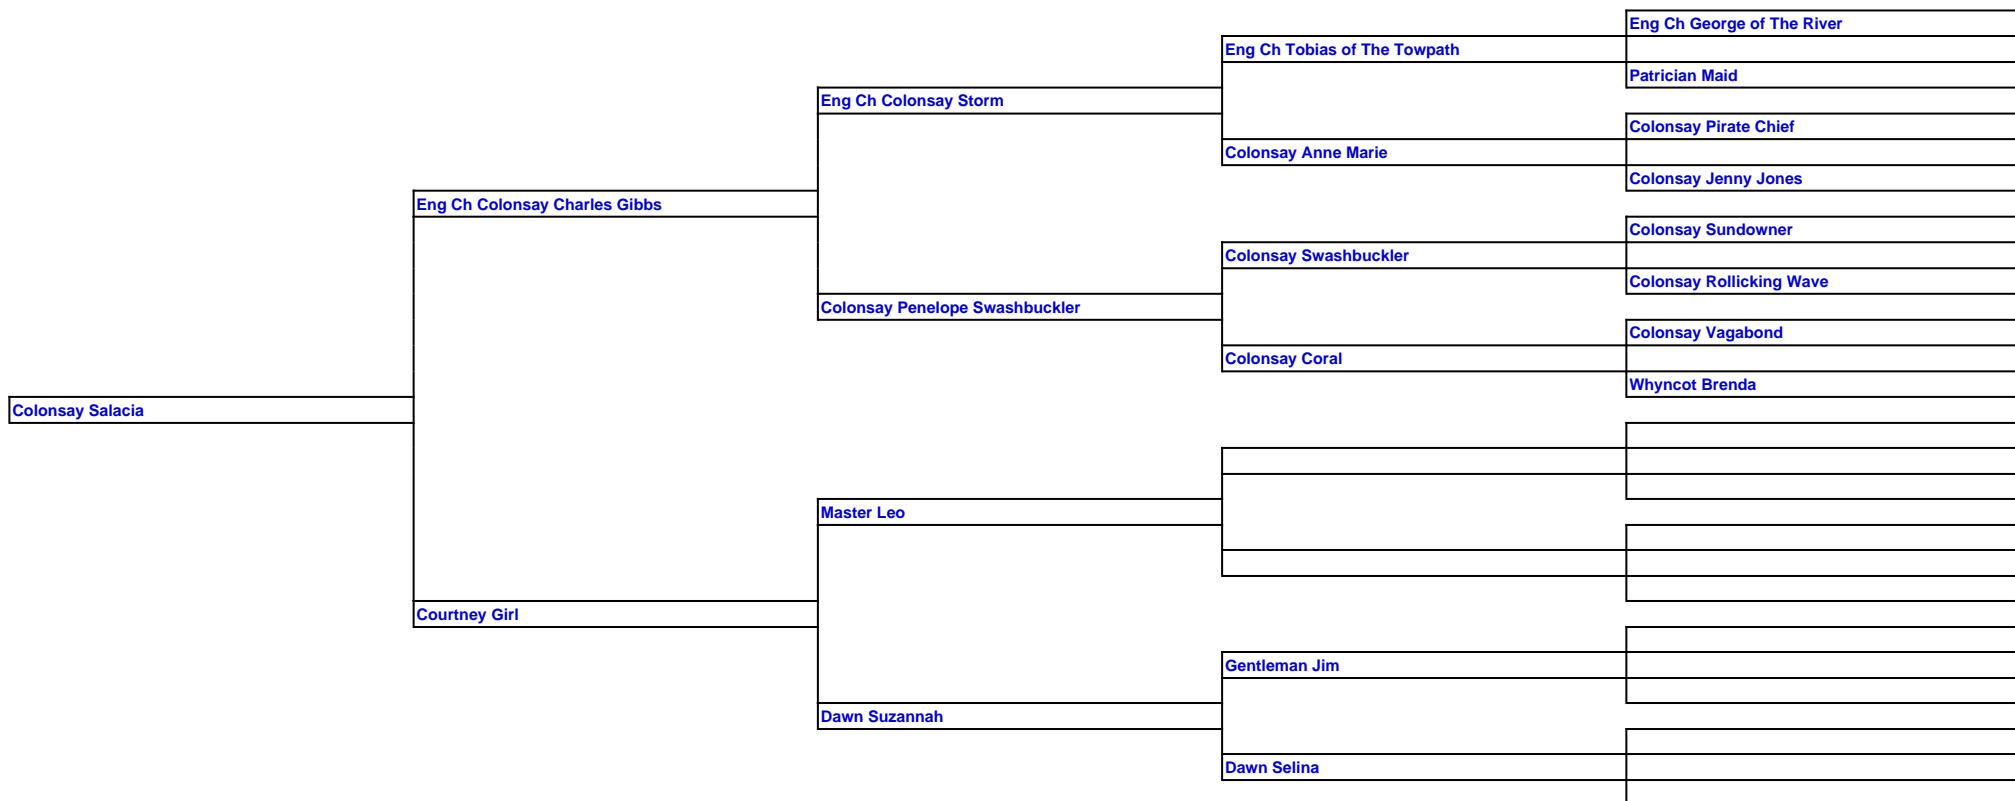 Eng Ch George of The River
Eng Ch Tobias of The Towpath
Patrician Maid
Eng Ch Colonsay Storm
Colonsay Pirate Chief
Colonsay Anne Marie
Colonsay Jenny Jones
Eng Ch Colonsay Charles Gibbs
Colonsay Sundowner
Colonsay Swashbuckler
Colonsay Rollicking Wave
Colonsay Penelope Swashbuckler
Colonsay Vagabond
Colonsay Coral
Whyncot Brenda
Colonsay Salacia
Master Leo
Courtney Girl
Gentleman Jim
Dawn Suzannah
Dawn Selina